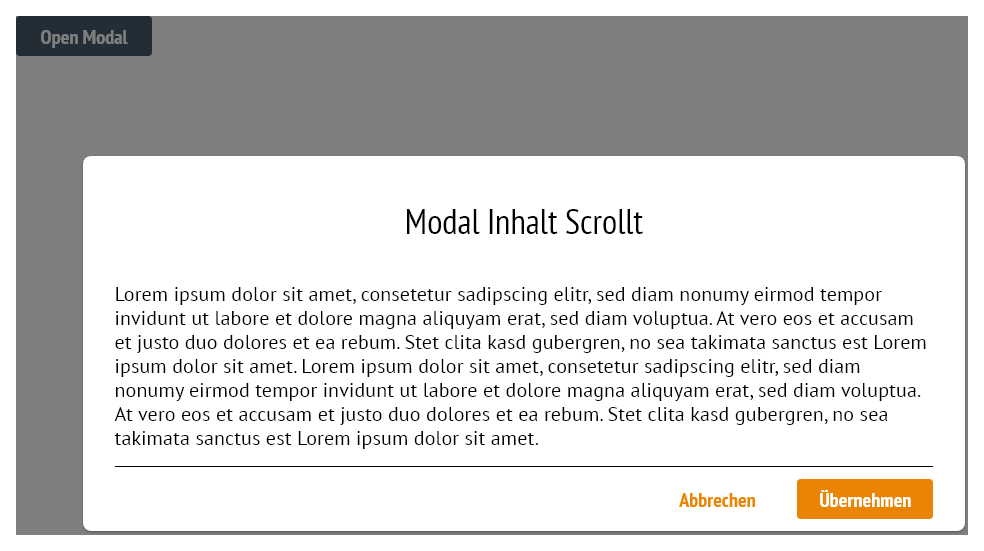 Open Modal
Modal Inhalt Scrollt
Lorem ipsum dolor sit amet, consetetur sadipscing elitr, sed diam nonumy eirmod tempor
invidunt ut labore et dolore magna aliquyam erat, sed diam voluptua. At vero eos et accusam
et justo duo dolores et ea rebum. Stet clita kasd gubergren, no sea takimata sanctus est Lorem
ipsum dolor sit amet. Lorem ipsum dolor sit amet, consetetur sadipscing elitr, sed diam
nonumy eirmod tempor invidunt ut labore et dolore magna aliquyam erat, sed diam voluptua.
At vero eos et accusam et justo duo dolores et ea rebum. Stet clita kasd gubergren, no sea
takimata sanctus est Lorem ipsum dolor sit amet.
Abbrechen Übernehmen